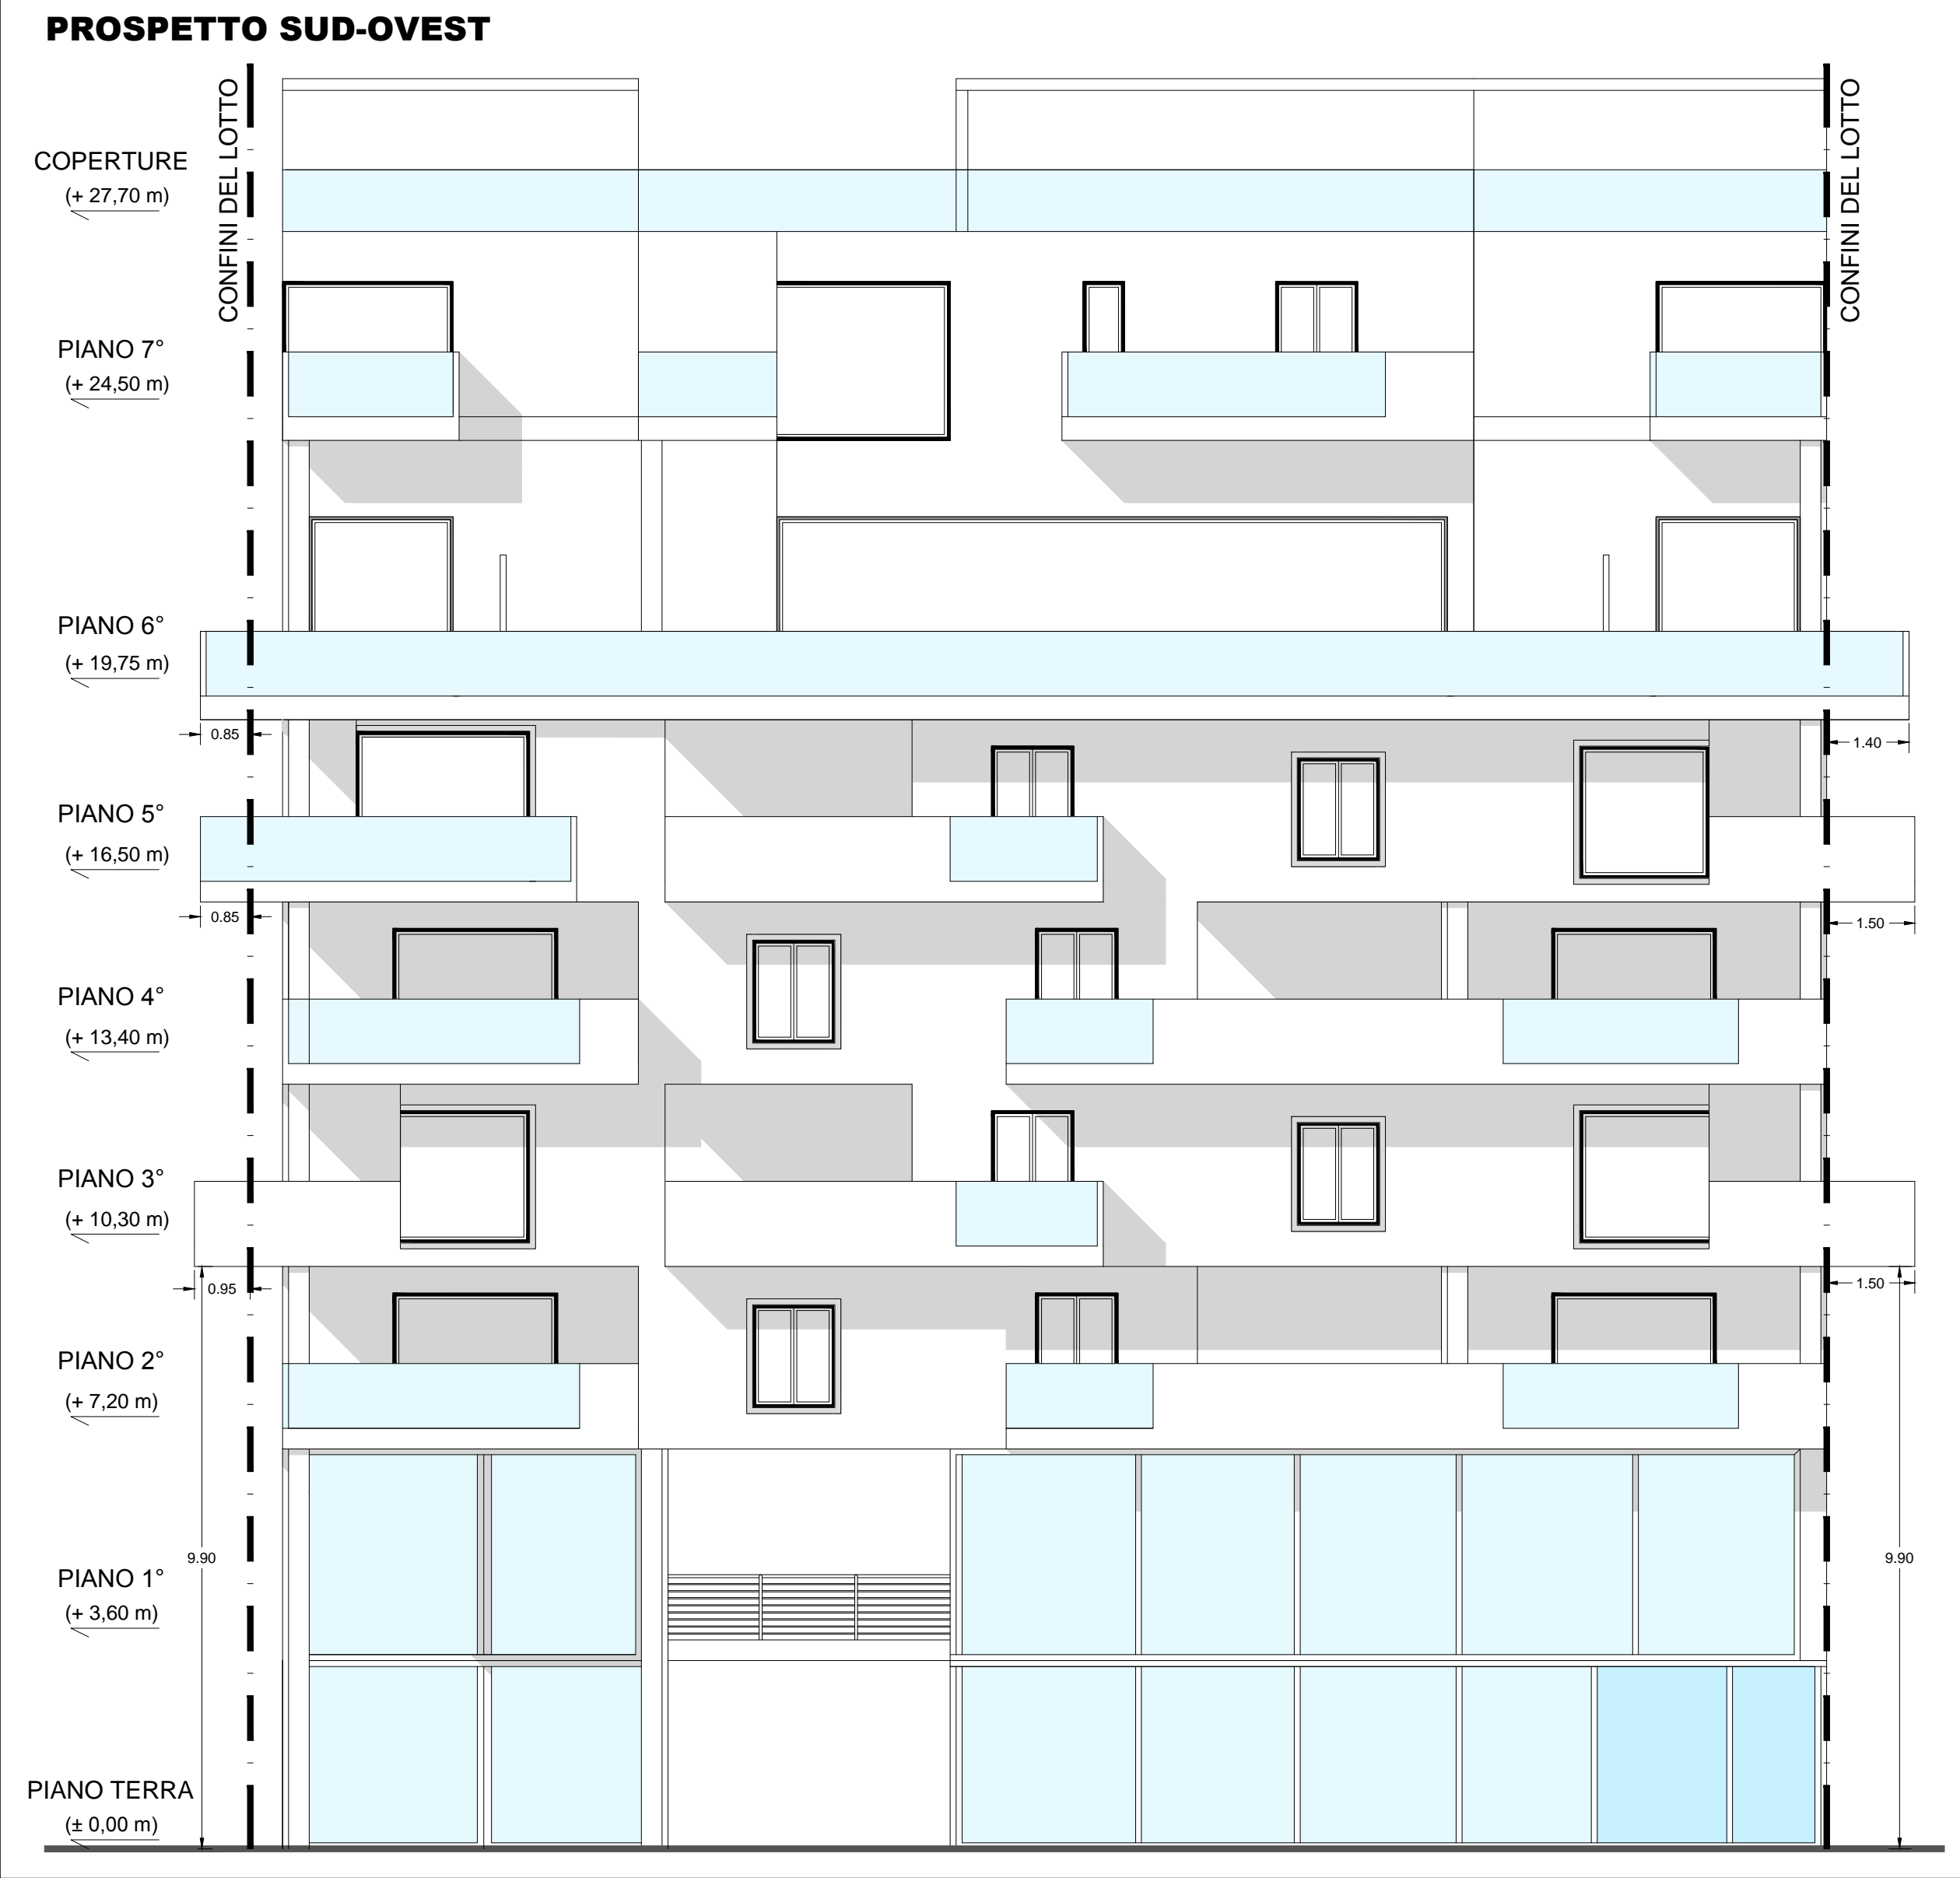 PROSPETTO SUD-OVEST
CONFINI DEL LOTTO
CONFINI DEL LOTTO
COPERTURE
(+ 27,70 m)
PIANO 7°
(+ 24,50 m)
PIANO 6°
(+ 19,75 m)
0.85
1.40
PIANO 5°
(+ 16,50 m)
0.85
1.50
PIANO 4°
(+ 13,40 m)
PIANO 3°
(+ 10,30 m)
0.95
1.50
PIANO 2°
(+ 7,20 m)
9.90
9.90
PIANO 1°
(+ 3,60 m)
PIANO TERRA
(± 0,00 m)